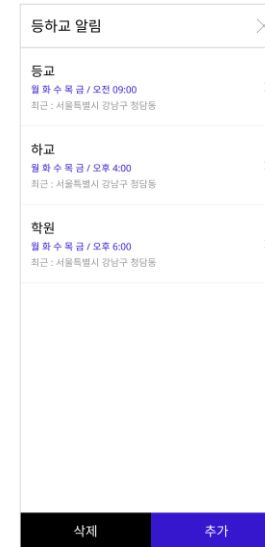 등하교 알림
등교
월 화 수 목 금 / 오전 09:00
최근 : 서울특별시 강남구 청담동
하교
월 화 수 목 금 / 오후 4:00
최근 : 서울특별시 강남구 청담동
학원
월 화 수 목 금 / 오후 6:00
최근 : 서울특별시 강남구 청담동
삭제
추가